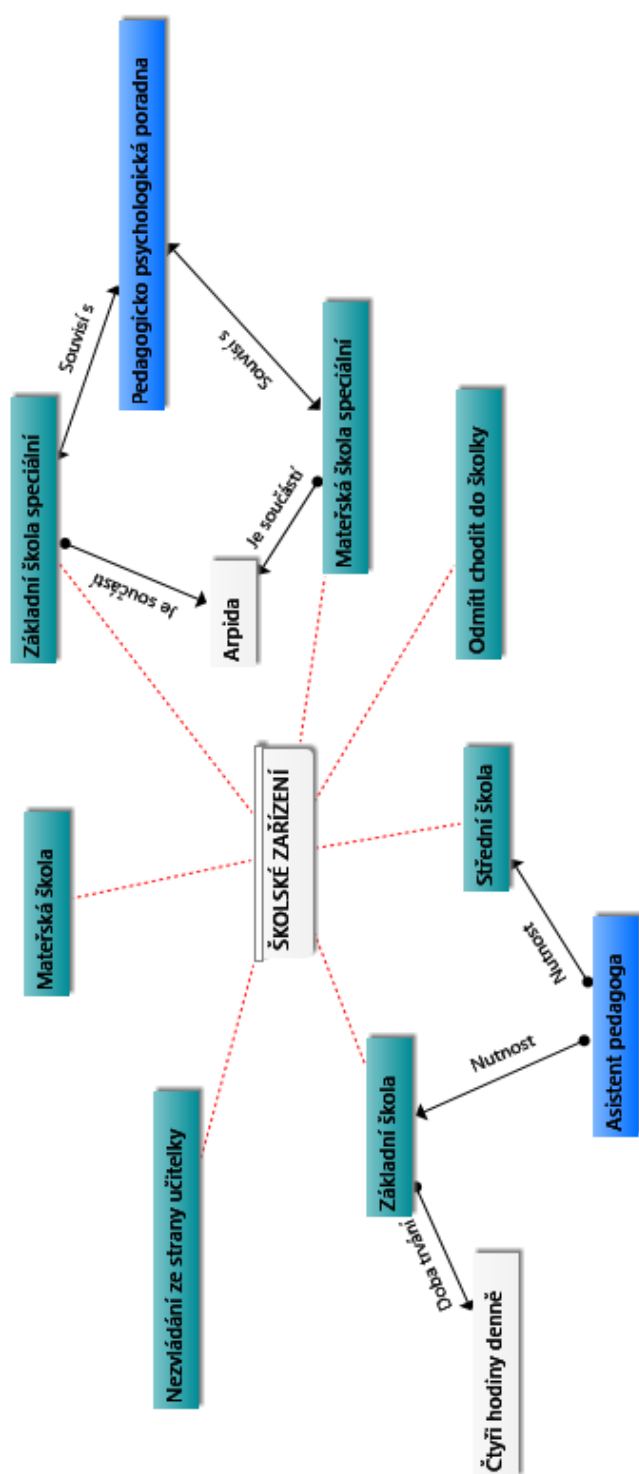 Nezvládání ze strany učitelky
Mateřská škola
Základní škola speciální
Souvisí s
Pedagogicko psychologická poradna
Je součástí
Arpida
Je součástí
Souvisí s
Mateřská škola speciální
ŠKOLSKÉ ZAŘÍZENÍ
Základní škola
Doba trvání
Čtyři hodiny denně
Střední škola
Odmítl chodit do školky
Nutnost
Nutnost
Asistent pedagoga